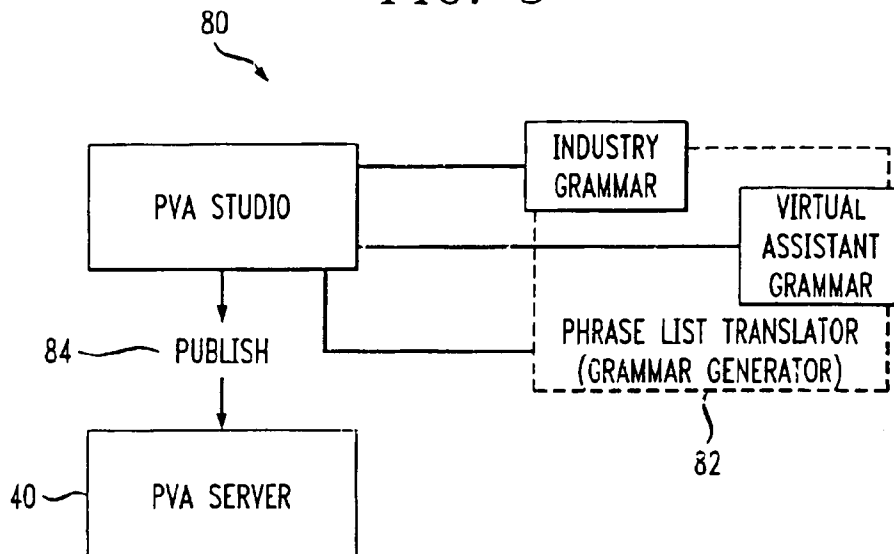 80
PVA STUDIO
INDUSTRY
GRAMMAR
VIRTUAL
ASSISTANT
GRAMMAR
84
PUBLISH
PHRASE LIST TRANSLATOR
(GRAMMAR GENERATOR)
82
40
PVA SERVER